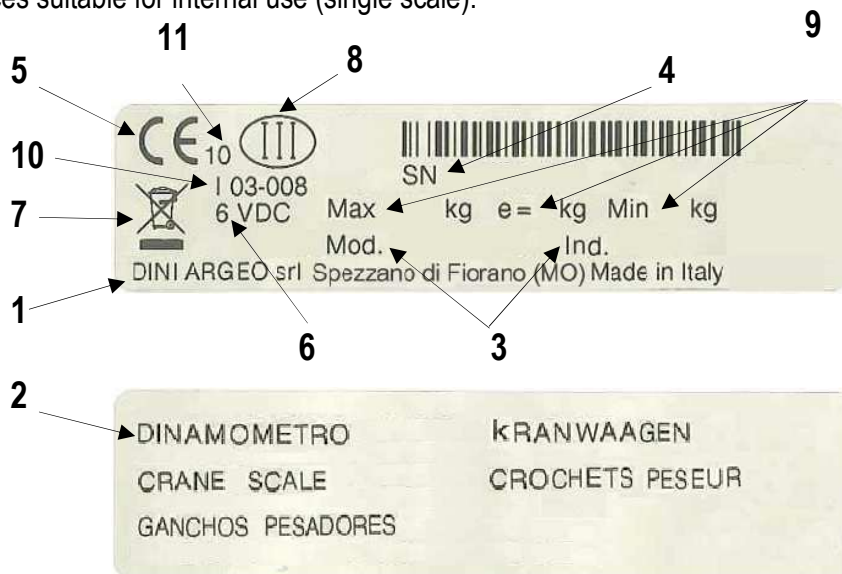 ces suitable for internal use (single scale).
11
9
5
8
4
CE 10 III
10
SN
I 03-008
7
6 VDC Max kg e= kg Min kg
Mod. Ind.
DINI ARGEO srl Spezzano di Fiorano (MO) Made in Italy
1
6
3
2
DINAMOMETRO kRANWAAGEN
CRANE SCALE CROCHETS PESEUR
GANCHOS PESADORES